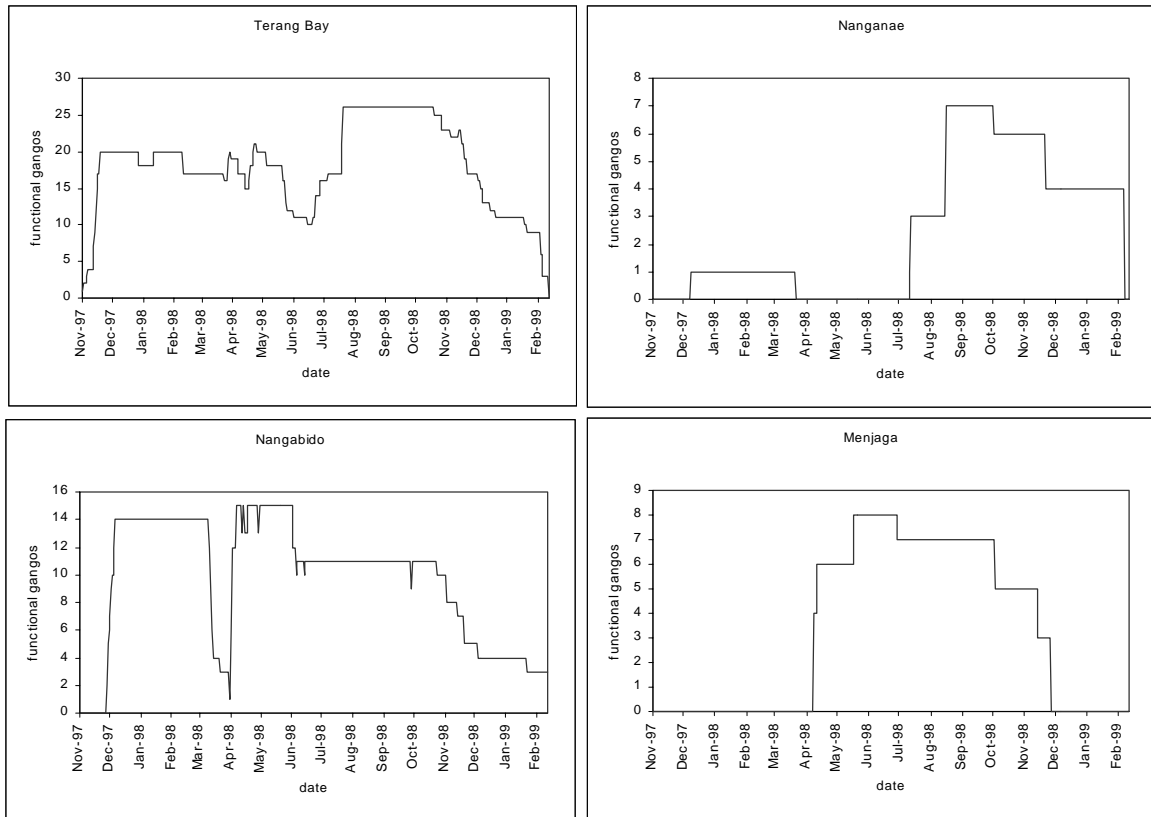 Terang Bay
functional gangos
30
25
20
15
10
5
0
Nov-97
Dec-97
Jan-98
Feb-98
Mar-98
Apr-98
May-98
Jun-98
Jul-98
Aug-98
Sep-98
Oct-98
Nov-98
Dec-98
Jan-99
Feb-99
date
Nanganae
functional gangos
8
7
6
5
4
3
2
1
0
Nov-97
Dec-97
Jan-98
Feb-98
Mar-98
Apr-98
May-98
Jun-98
Jul-98
Aug-98
Sep-98
Oct-98
Nov-98
Dec-98
Jan-99
Feb-99
date
Nangabido
functional gangos
16
14
12
10
8
6
4
2
0
Nov-97
Dec-97
Jan-98
Feb-98
Mar-98
Apr-98
May-98
Jun-98
Jul-98
Aug-98
Sep-98
Oct-98
Nov-98
Dec-98
Jan-99
Feb-99
date
Menjaga
functional gangos
9
8
7
6
5
4
3
2
1
0
Nov-97
Dec-97
Jan-98
Feb-98
Mar-98
Apr-98
May-98
Jun-98
Jul-98
Aug-98
Sep-98
Oct-98
Nov-98
Dec-98
Jan-99
Feb-99
date